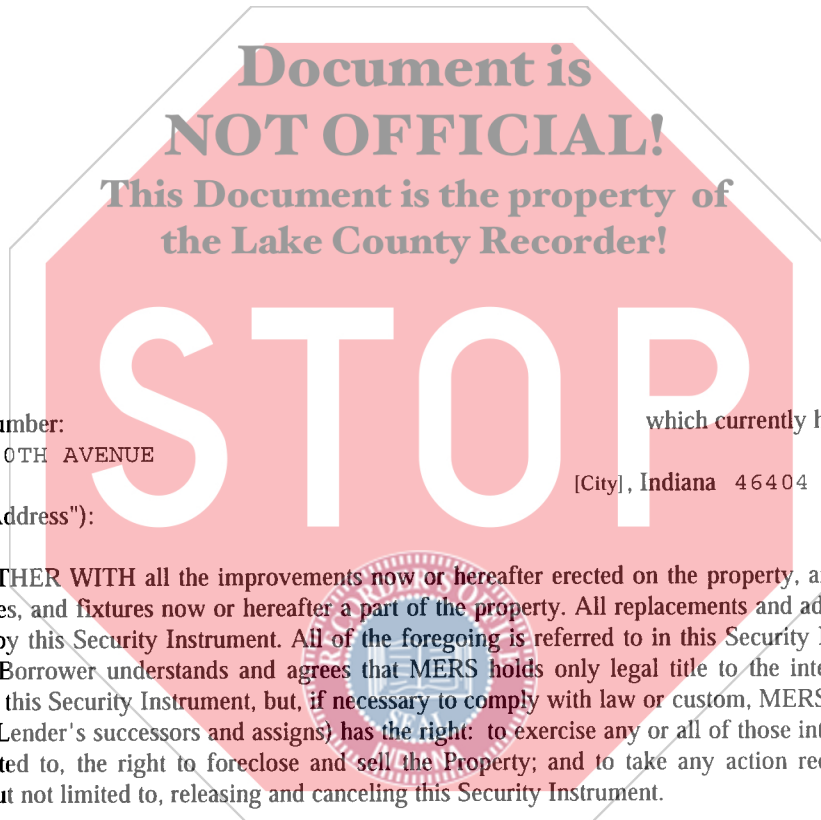 Document is
NOT OFFICIAL!
This Document is the property of
the Lake County Recorder!
STOP
umber: which currently h
0TH AVENUE
[City], Indiana 46404
ddress"):
THER WITH all the improvements now or hereafter erected on the property, a
es, and fixtures now or hereafter a part of the property. All replacements and ad
by this Security Instrument. All of the foregoing is referred to in this Security
Borrower understands and agrees that MERS holds only legal title to the inte
this Security Instrument, but, if necessary to comply with law or custom, MERS
Lender's successors and assigns) has the right: to exercise any or all of those int
ted to, the right to foreclose and sell the Property; and to take any action re
ut not limited to, releasing and canceling this Security Instrument.
RECORDER'S OF
SEAL
INDIANA